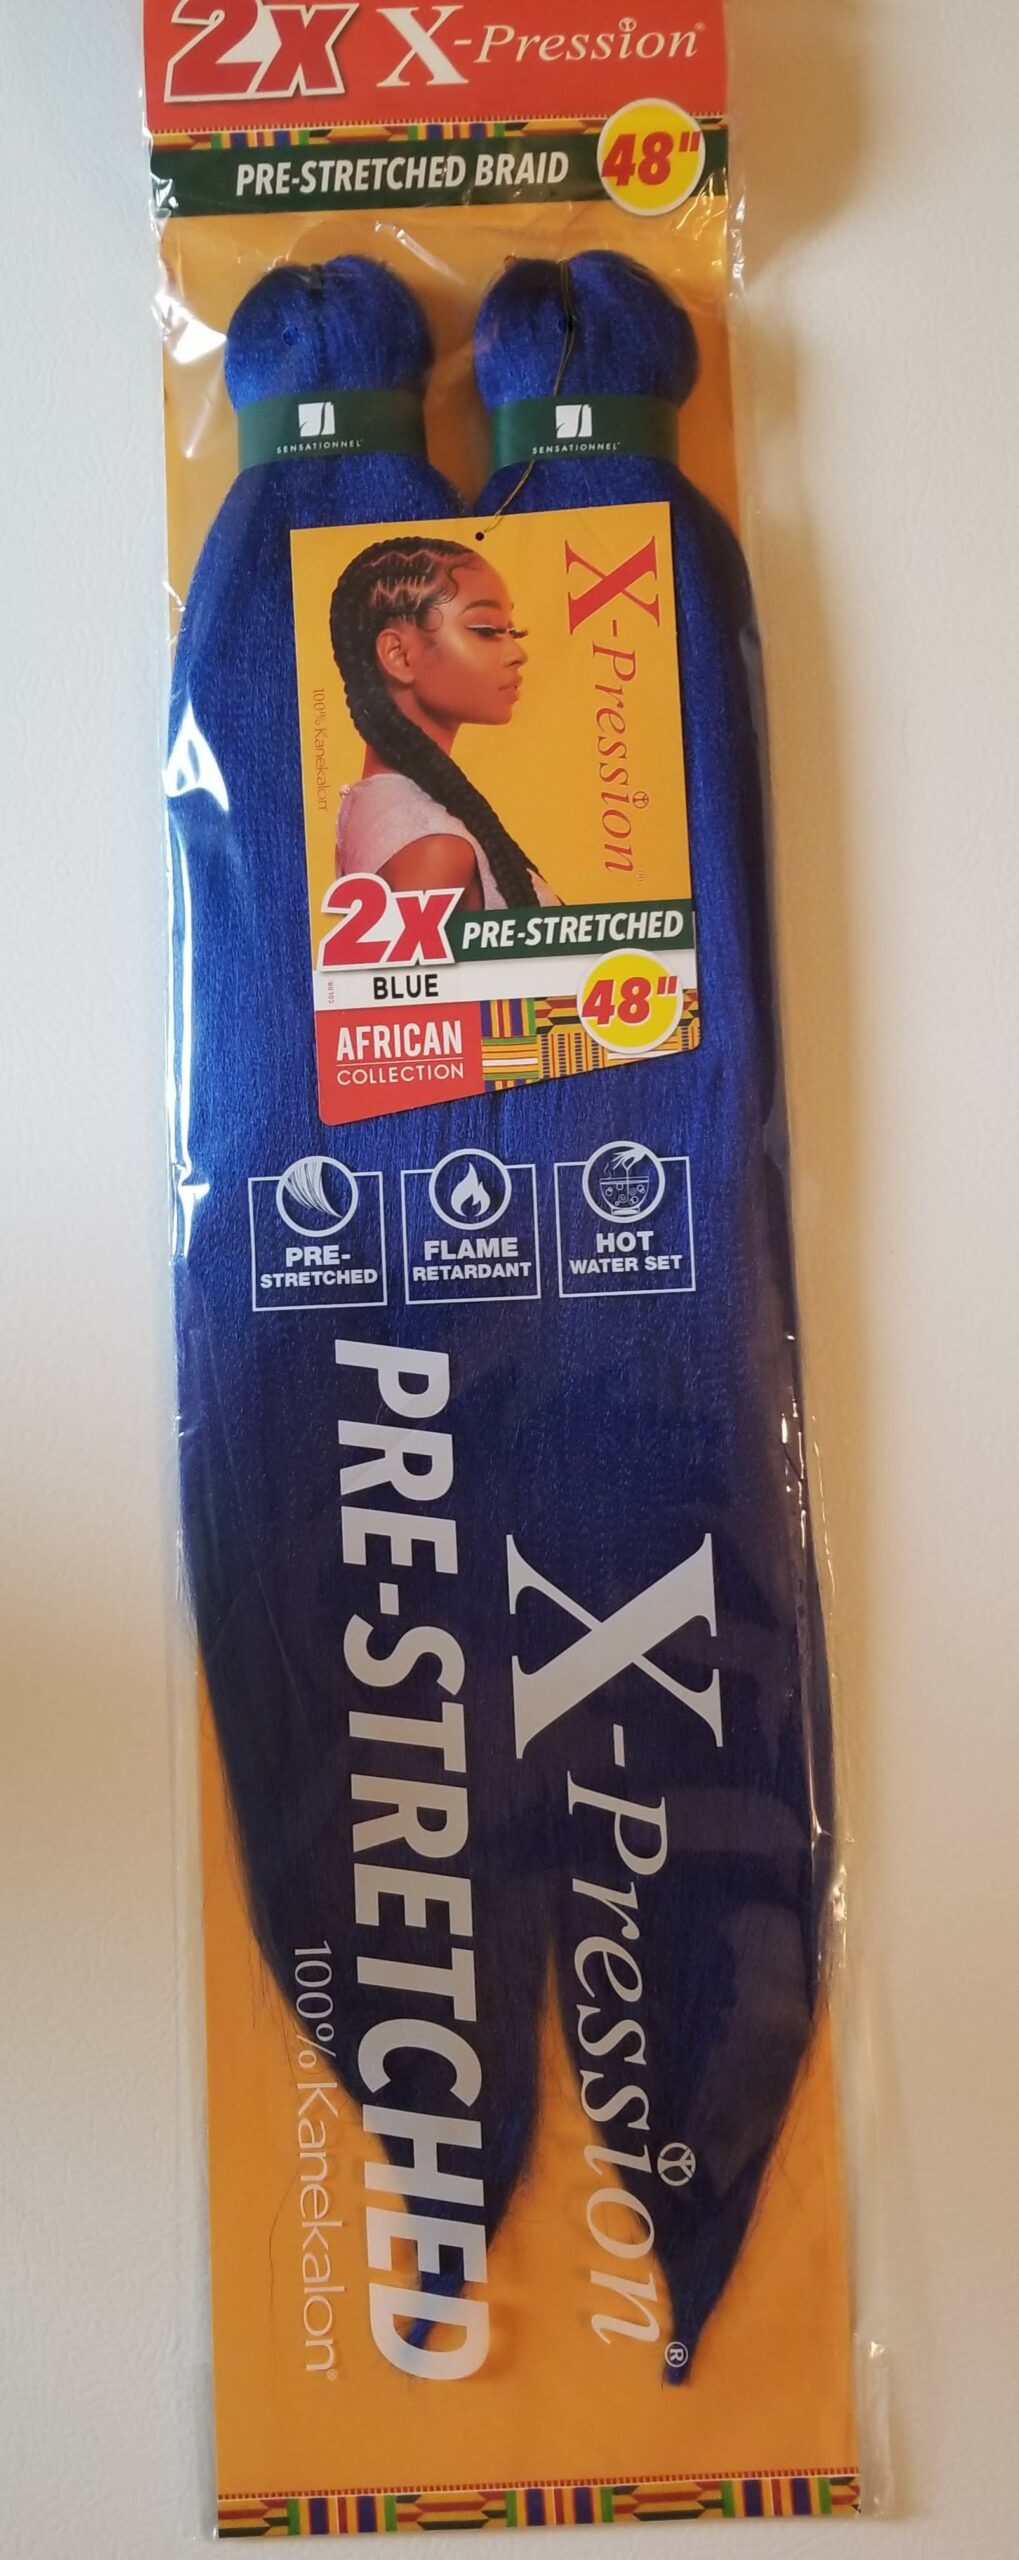 2X X-Pression®
PRE-STRETCHED BRAID 48"
SENSATIONNEL
SENSATIONNEL
X-Pression®
100% Kanekalon
2X PRE-STRETCHED
COLOR:
BLUE
48"
AFRICAN
COLLECTION
PRE-
STRETCHED
FLAME
RETARDANT
HOT
WATER SET
X-Pression®
PRE-STRETCHED
100% Kanekalon®